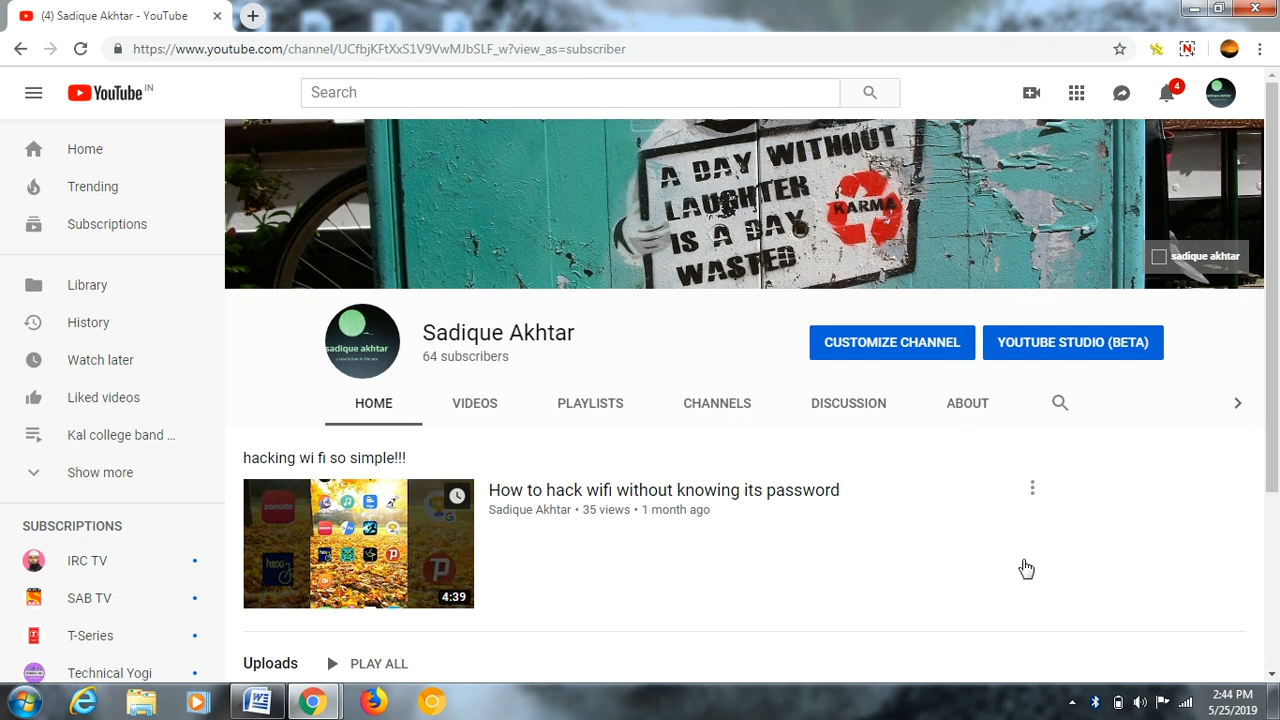 (4) Sadique Akhtar - YouTube
https://www.youtube.com/channel/UCfbjKFtXxS1V9VwMJbSLF_w?view_as=subscriber
YouTube IN
Search
4
Home
Trending
Subscriptions
Library
History
Watch later
Liked videos
Kal college band ...
Show more
SUBSCRIPTIONS
IRC TV
SAB TV
T-Series
Technical Yogi
A DAY WITHOUT
LAUGHTER
IS A DAY
WASTED
KARMA
sadique akhtar
sadique akhtar
Sadique Akhtar
64 subscribers
CUSTOMIZE CHANNEL
YOUTUBE STUDIO (BETA)
HOME VIDEOS PLAYLISTS CHANNELS DISCUSSION ABOUT
hacking wi fi so simple!!!
4:39
How to hack wifi without knowing its password
Sadique Akhtar • 35 views • 1 month ago
Uploads PLAY ALL
2:44 PM
5/25/2019